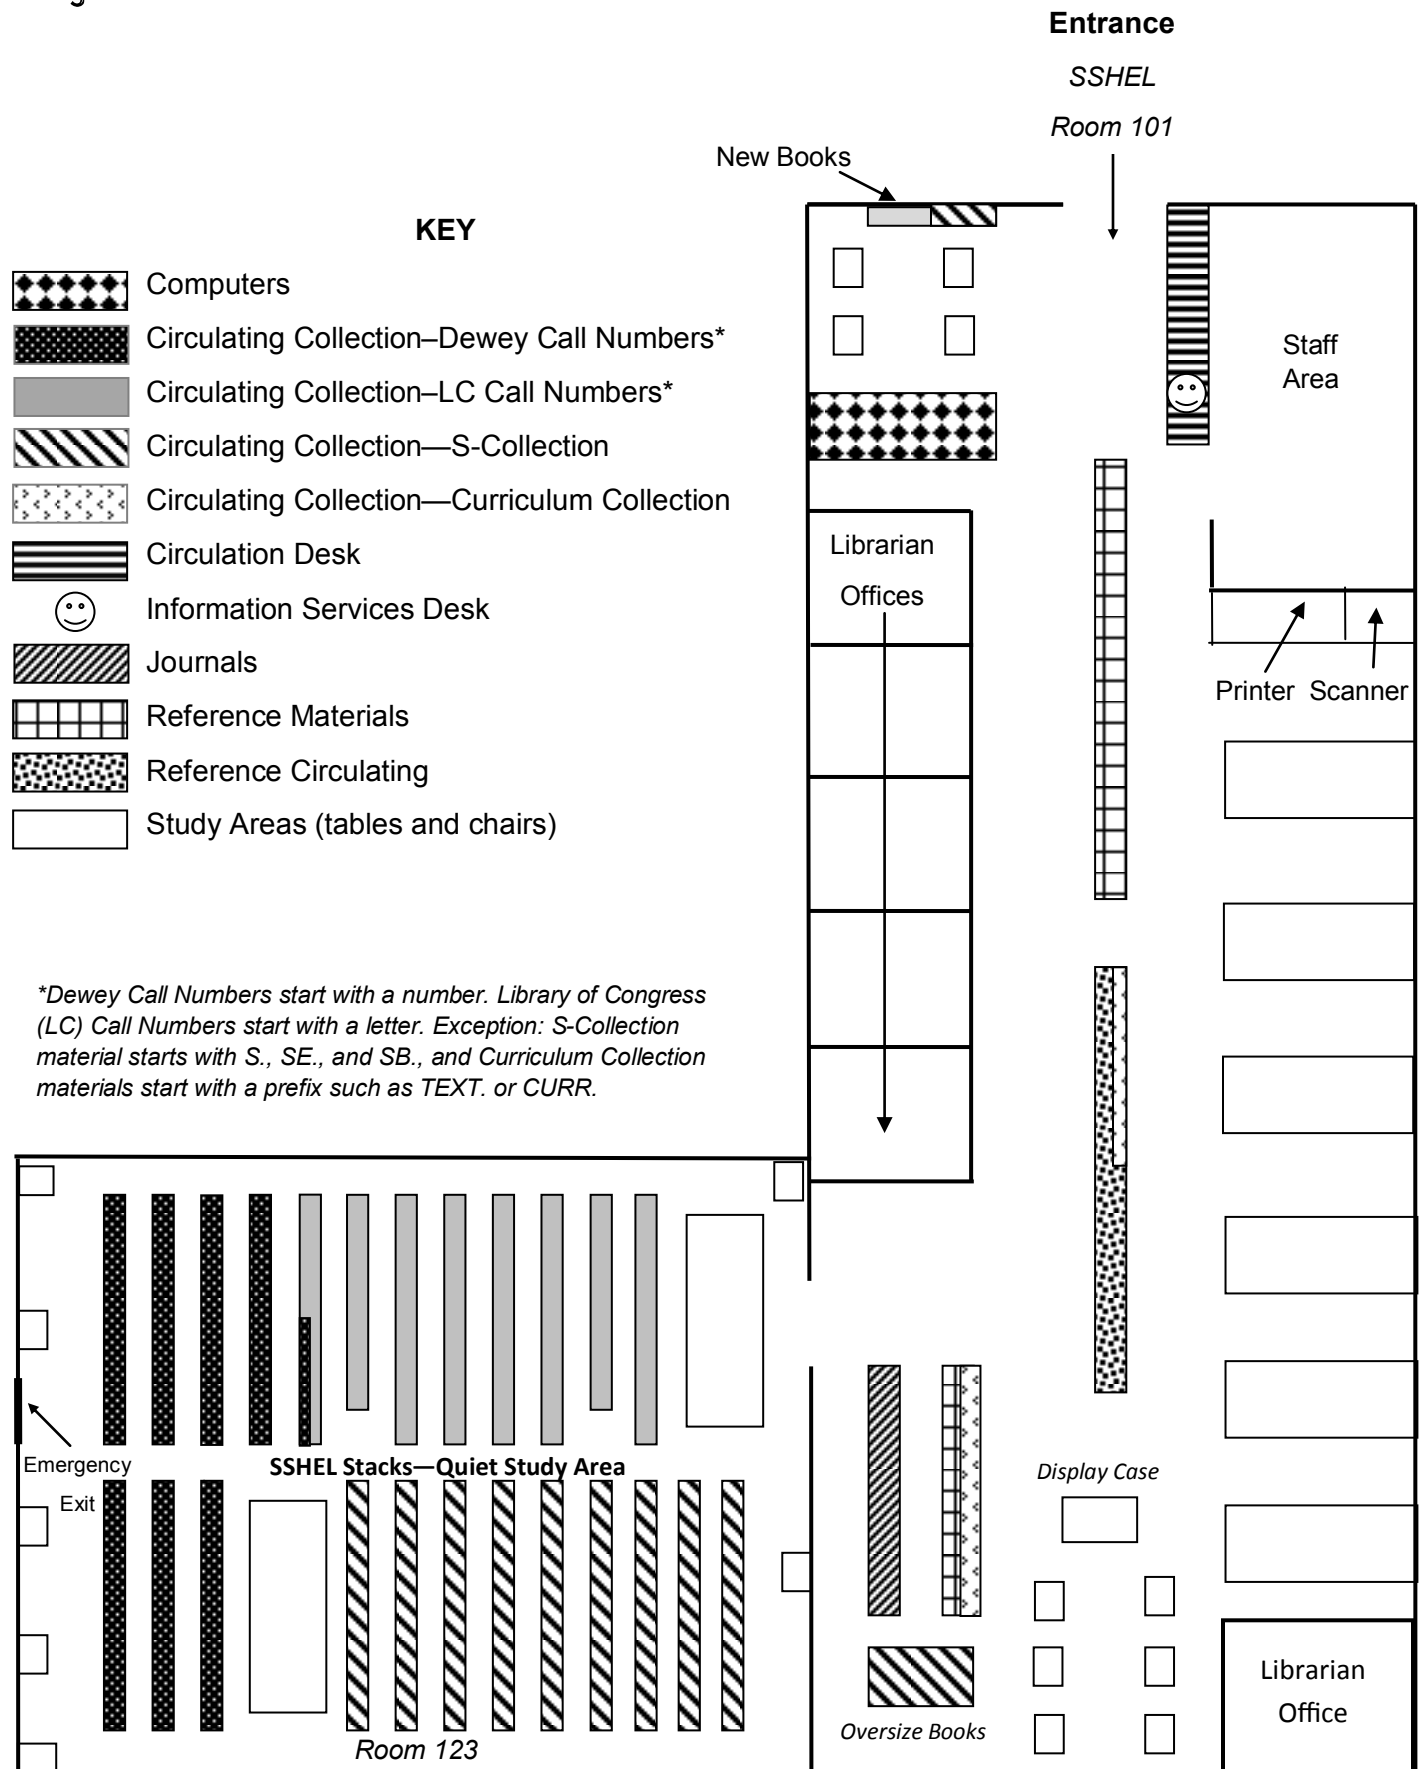 Entrance
SSHEL
Room 101
New Books
KEY
Computers
Circulating Collection–Dewey Call Numbers*
Circulating Collection–LC Call Numbers*
Circulating Collection—S-Collection
Circulating Collection—Curriculum Collection
Circulation Desk
Information Services Desk
Journals
Reference Materials
Reference Circulating
Study Areas (tables and chairs)
*Dewey Call Numbers start with a number. Library of Congress
(LC) Call Numbers start with a letter. Exception: S-Collection
material starts with S., SE., and SB., and Curriculum Collection
materials start with a prefix such as TEXT. or CURR.
Staff
Area
Librarian
Offices
Printer Scanner
Emergency
Exit
SSHEL Stacks—Quiet Study Area
Room 123
Display Case
Oversize Books
Librarian
Office